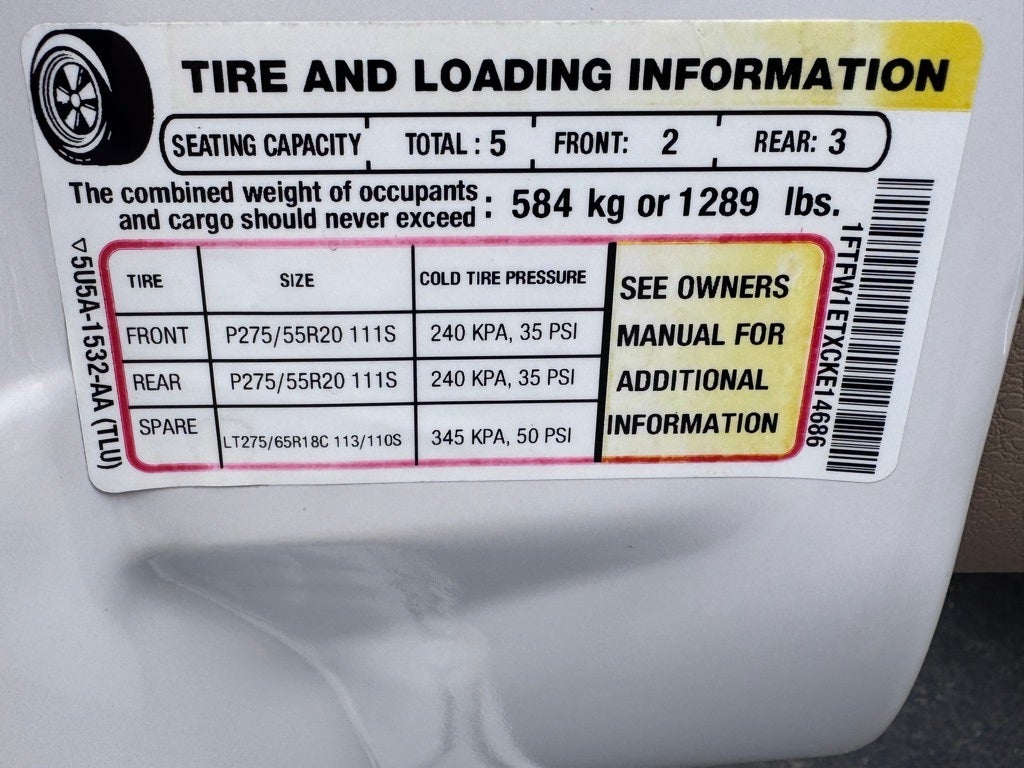 TIRE AND LOADING INFORMATION
SEATING CAPACITY TOTAL : 5 FRONT: 2 REAR: 3
The combined weight of occupants
and cargo should never exceed : 584 kg or 1289 lbs.
TIRE SIZE COLD TIRE PRESSURE
FRONT P275/55R20 111S 240 KPA, 35 PSI
REAR P275/55R20 111S 240 KPA, 35 PSI
SPARE LT275/65R18C 113/110S 345 KPA, 50 PSI
SEE OWNERS
MANUAL FOR
ADDITIONAL
INFORMATION
▽5U5A-1532-AA (TLU)
1FTFW1ETXCKE14686